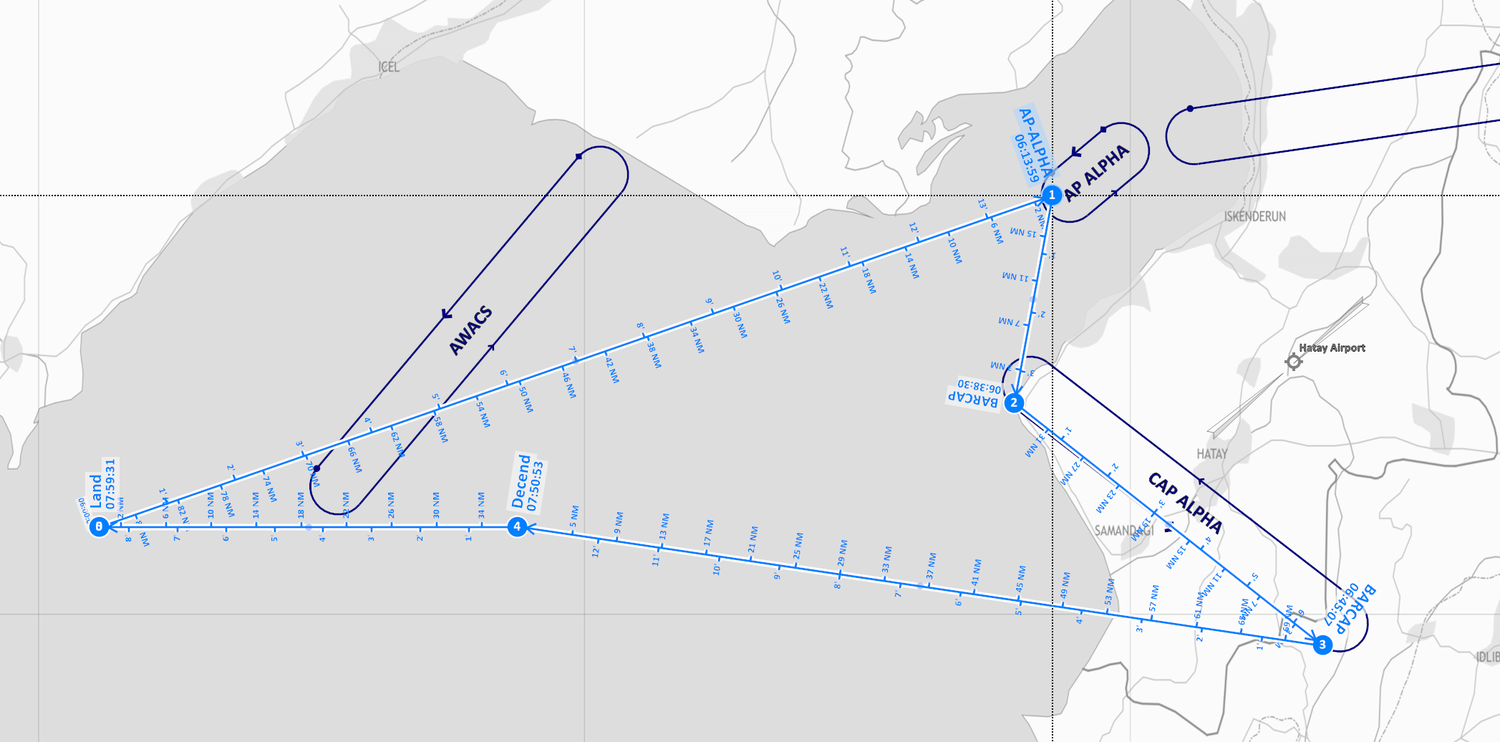 ICEL
AP-ALPHA
06:13:59
AP ALPHA
1
ISKENDERUN
AWACS
13'
6 NM
12'
10 NM
11'
14 NM
10'
18 NM
9'
22 NM
8'
26 NM
7'
30 NM
6'
34 NM
5'
38 NM
4'
42 NM
3'
46 NM
2'
50 NM
1'
54 NM
58 NM
62 NM
66 NM
70 NM
74 NM
78 NM
82 NM
15 NM
11 NM
2'
7 NM
3'
Hatay Airport
BARCAP
06:38:30
2
HATAY
CAP ALPHA
SAMANDAGI
1'
31 NM
2'
27 NM
3'
23 NM
4'
19 NM
5'
15 NM
6'
11 NM
7 NM
BARCAP
06:45:07
3
IDLIB
Land
07:59:31
Decend
07:50:53
4
10 NM
14 NM
18 NM
22 NM
26 NM
30 NM
34 NM
8
7
6
5
4
3
2
1
5 NM
9 NM
13 NM
17 NM
21 NM
25 NM
29 NM
33 NM
37 NM
41 NM
45 NM
49 NM
53 NM
57 NM
61 NM
12'
11'
10'
9'
8'
7'
6'
5'
4'
3'
2'
1'